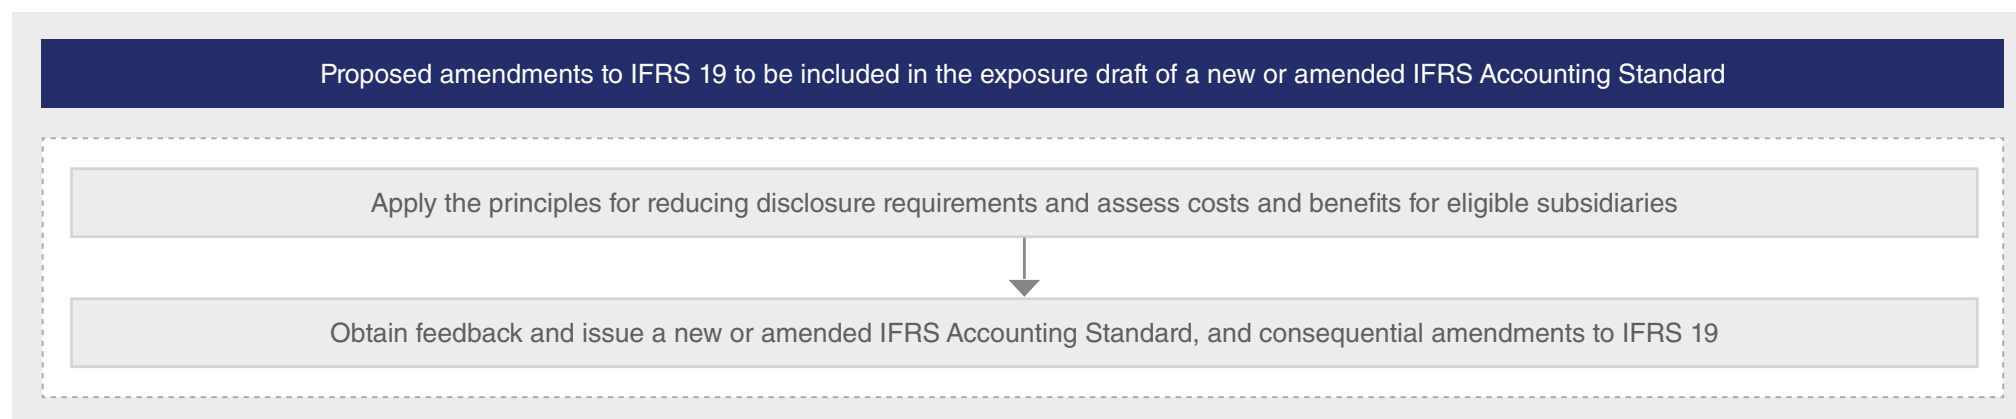 Proposed amendments to IFRS 19 to be included in the exposure draft of a new or amended IFRS Accounting Standard
Apply the principles for reducing disclosure requirements and assess costs and benefits for eligible subsidiaries
Obtain feedback and issue a new or amended IFRS Accounting Standard, and consequential amendments to IFRS 19